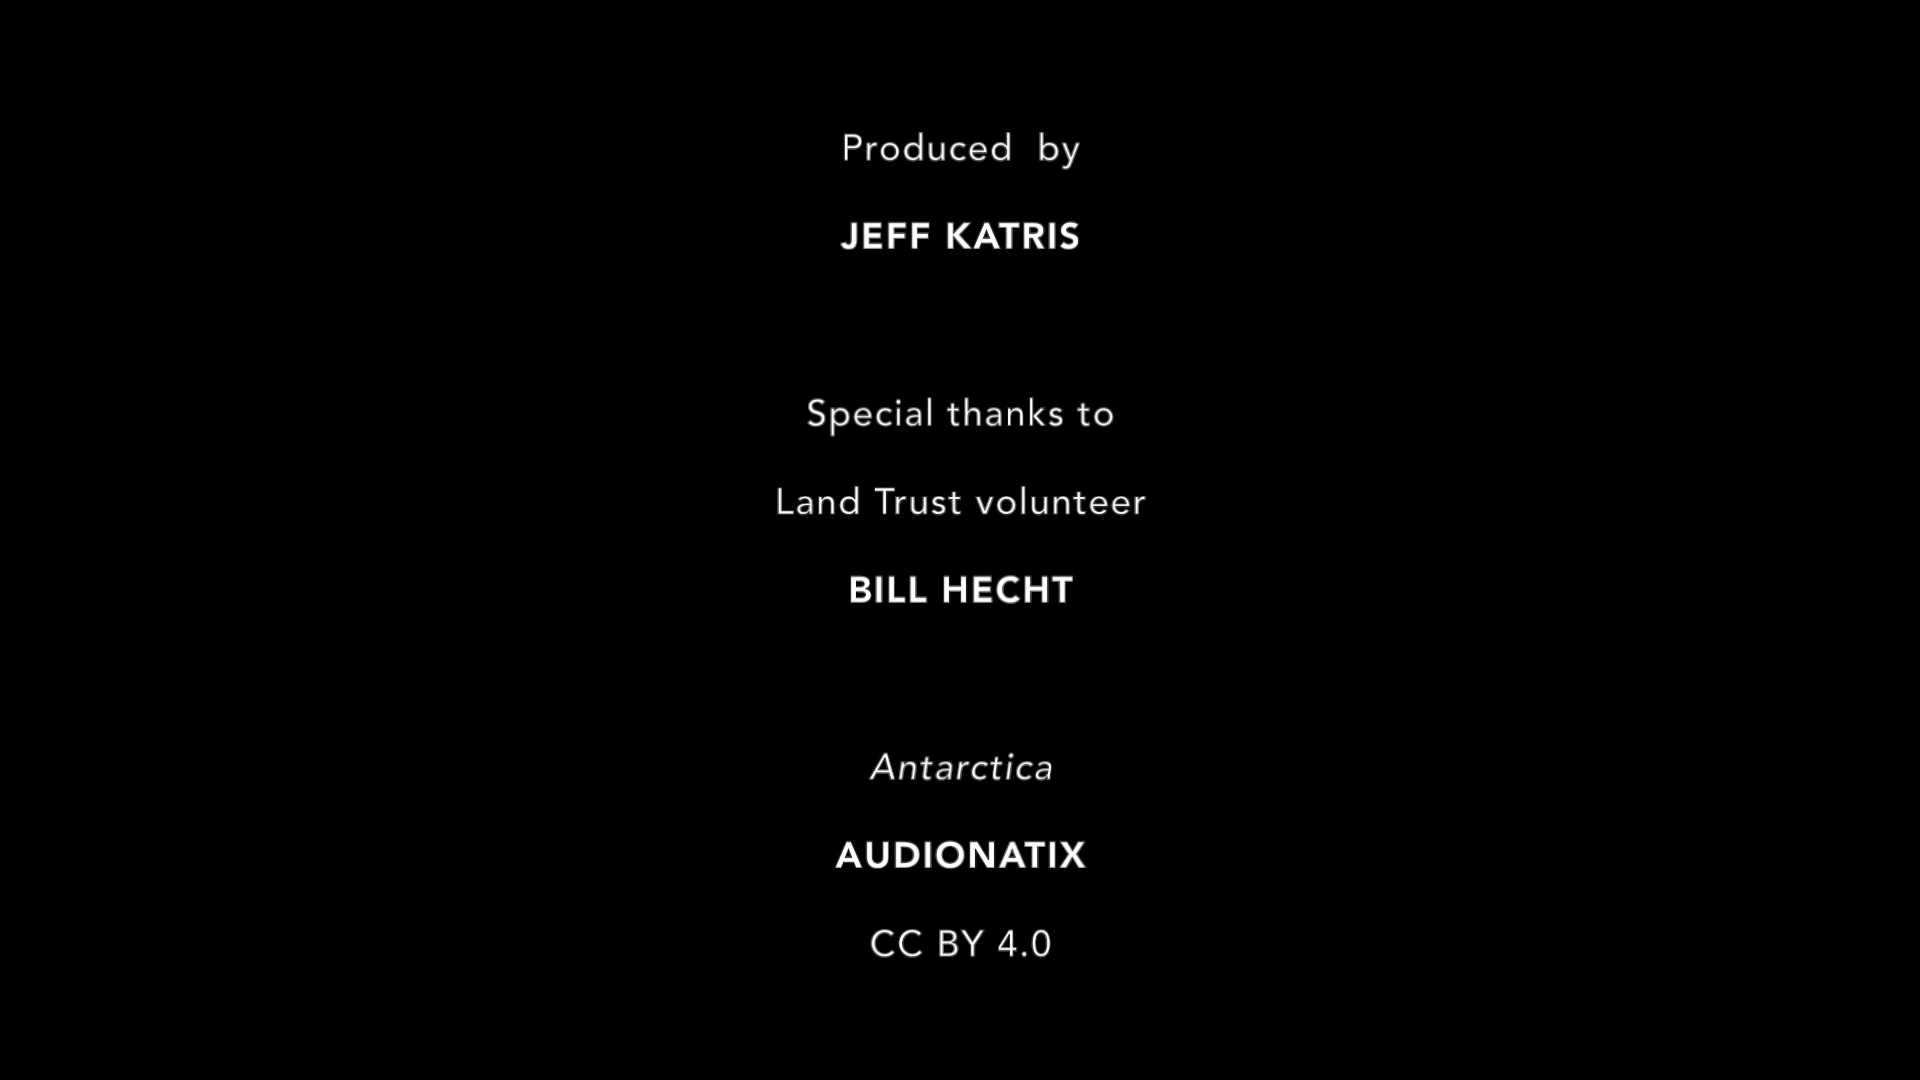 Produced  by
JEFF KATRIS
Special thanks to
Land Trust volunteer
BILL HECHT
Antarctica
AUDIONATIX
CC BY 4.0